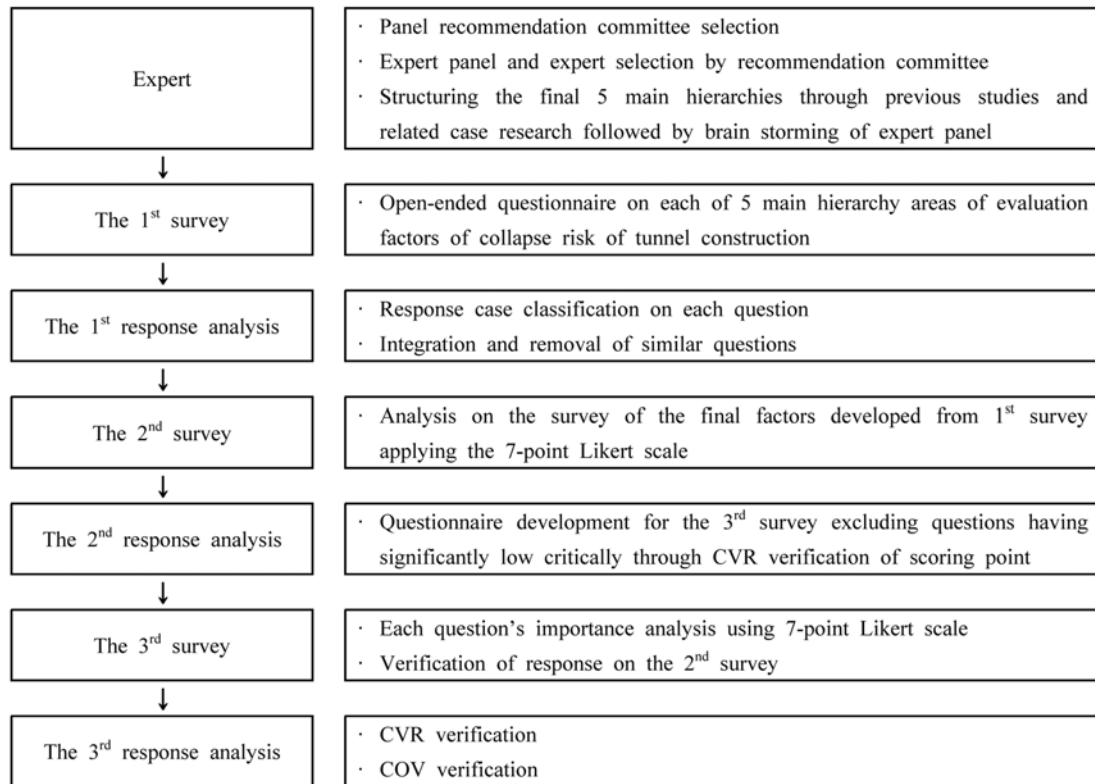 Expert
· Panel recommendation committee selection
· Expert panel and expert selection by recommendation committee
· Structuring the final 5 main hierarchies through previous studies and
related case research followed by brain storming of expert panel
↓
The 1st survey
· Open-ended questionnaire on each of 5 main hierarchy areas of evaluation
factors of collapse risk of tunnel construction
↓
The 1st response analysis
· Response case classification on each question
· Integration and removal of similar questions
↓
The 2nd survey
· Analysis on the survey of the final factors developed from 1st survey
applying the 7-point Likert scale
↓
The 2nd response analysis
· Questionnaire development for the 3rd survey excluding questions having
significantly low critically through CVR verification of scoring point
↓
The 3rd survey
· Each question's importance analysis using 7-point Likert scale
· Verification of response on the 2nd survey
↓
The 3rd response analysis
· CVR verification
· COV verification